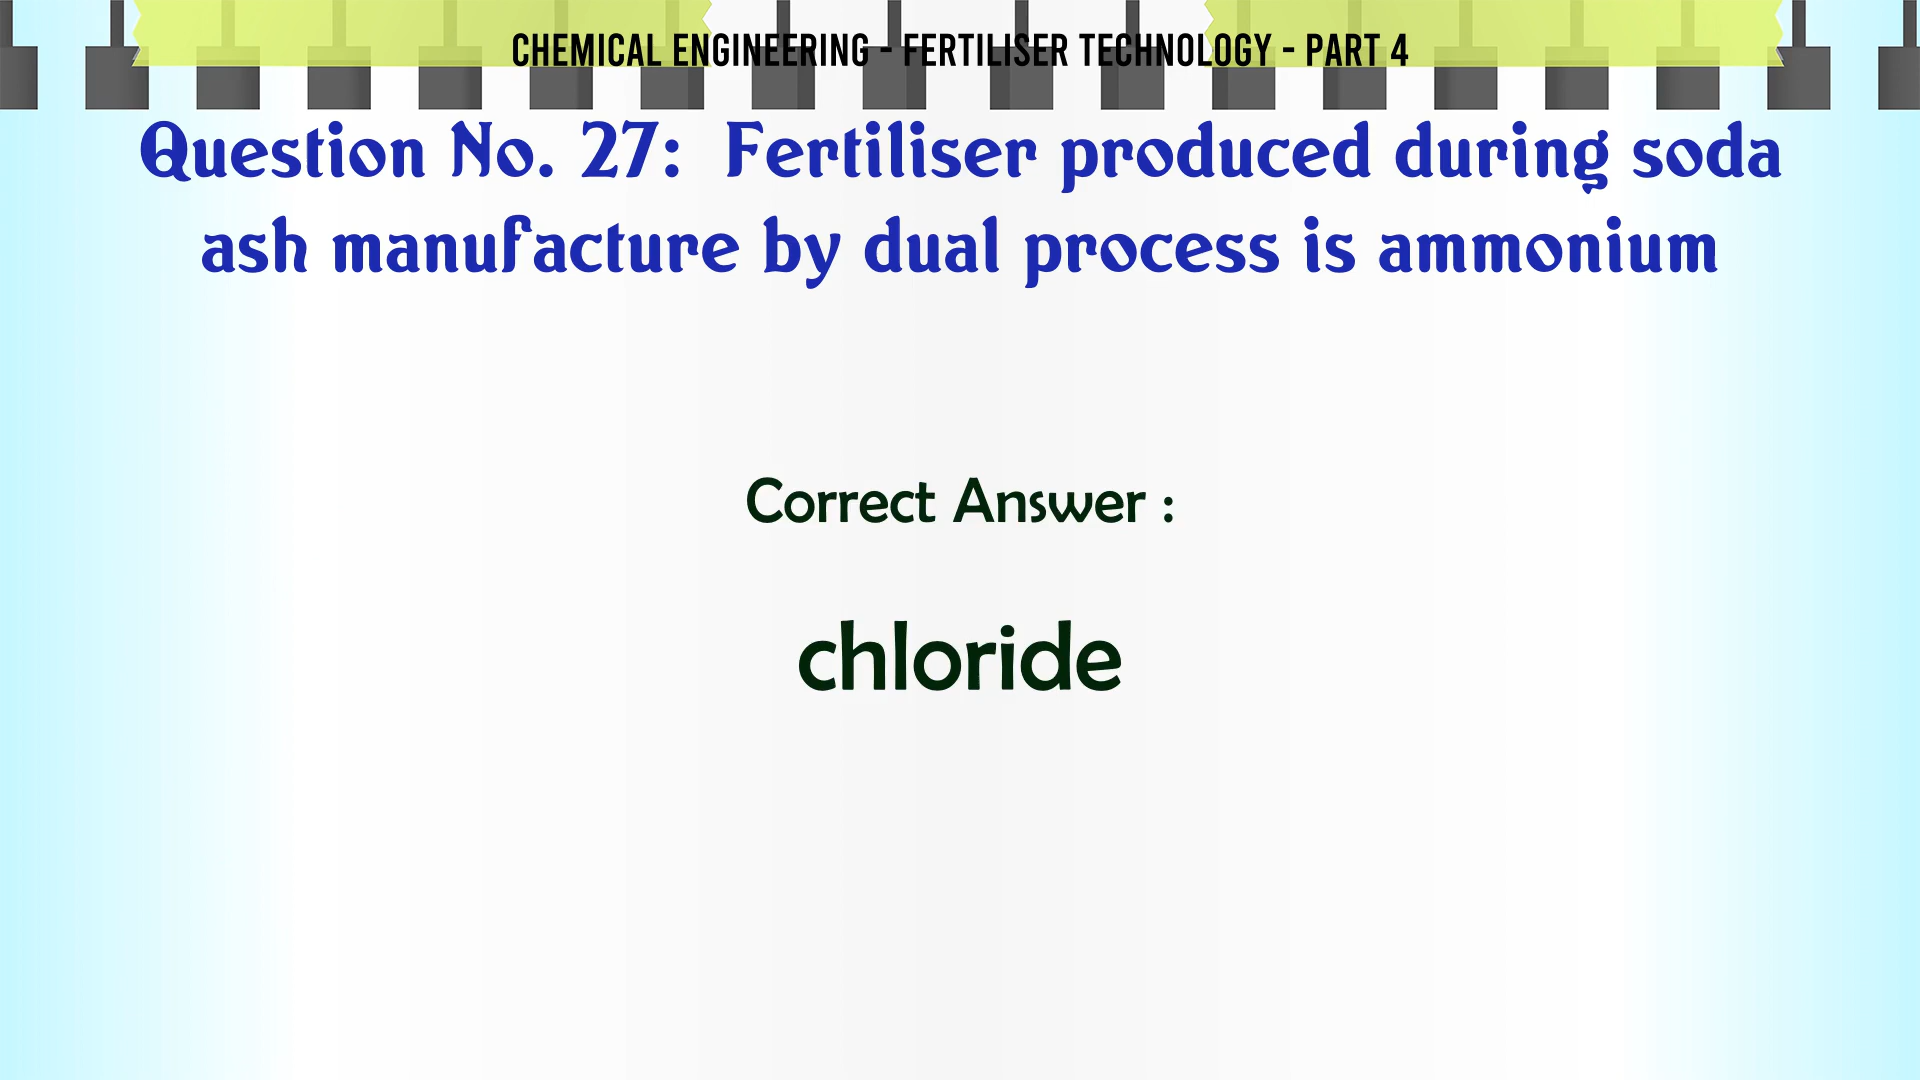 CHEMICAL ENGINEERING - FERTILISER TECHNOLOGY - PART 4
Question No. 27: Fertiliser produced during soda
ash manufacture by dual process is ammonium
Correct Answer :
chloride